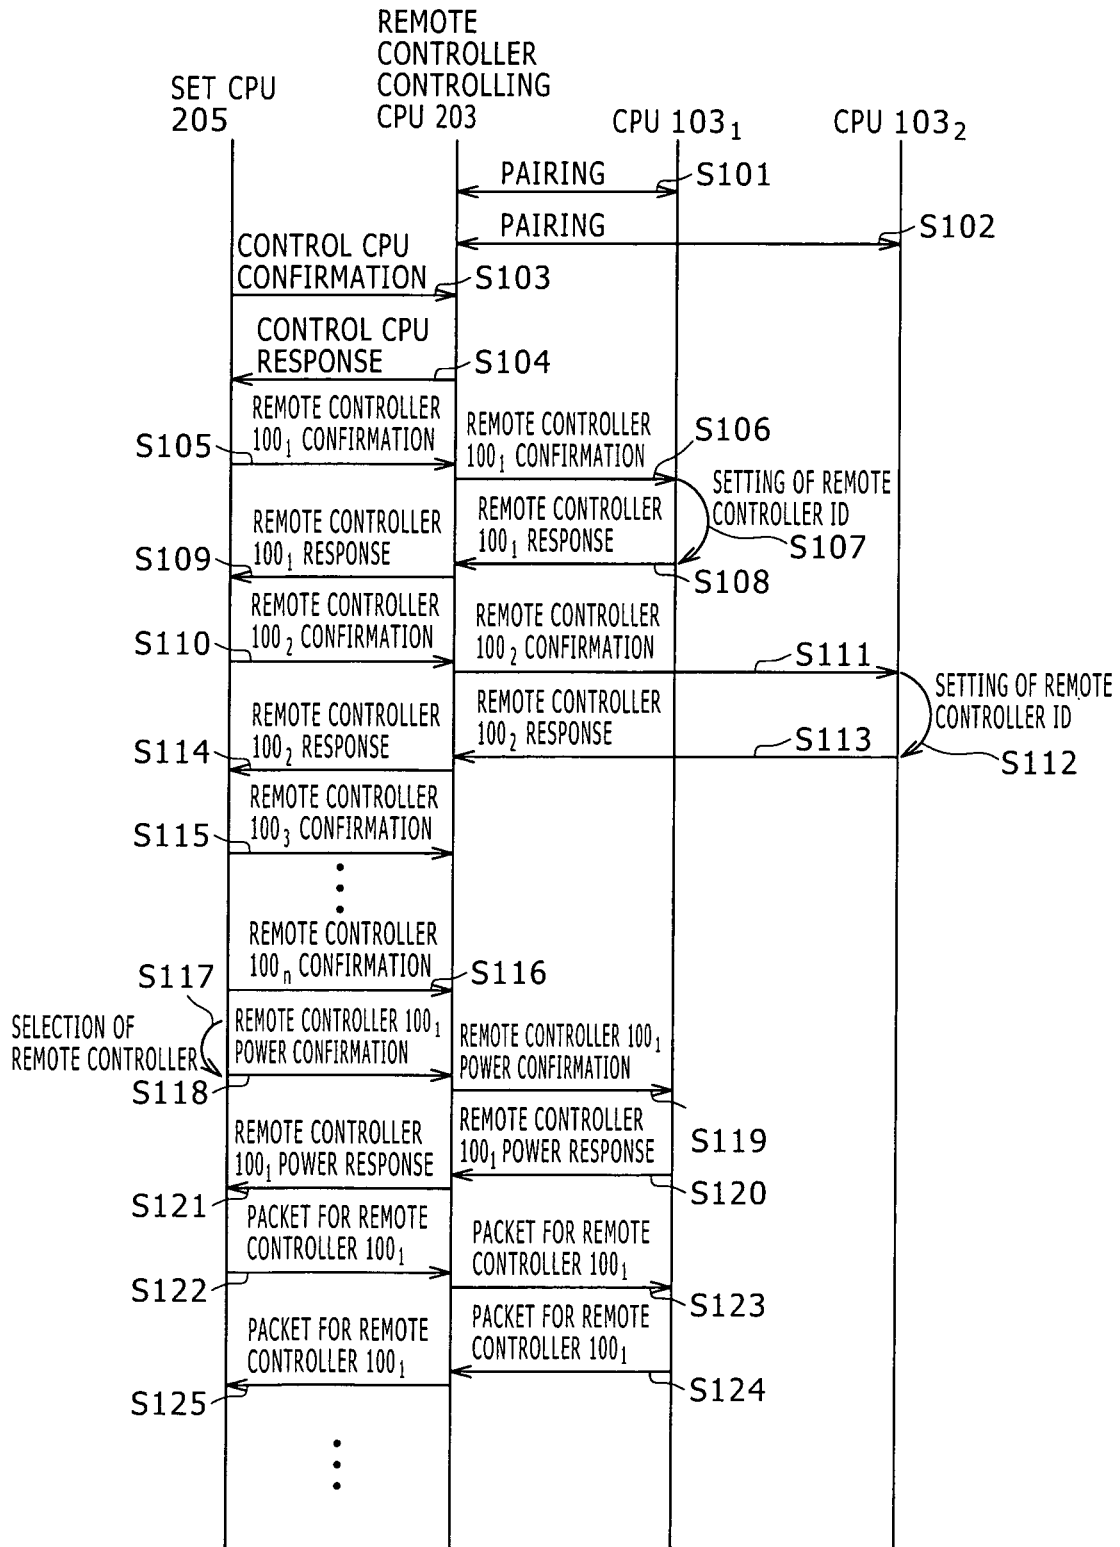 REMOTE
CONTROLLER
CONTROLLING
CPU 203
SET CPU
205
CPU 103₁
CPU 103₂
PAIRING
S101
PAIRING
S102
CONTROL CPU
CONFIRMATION
S103
CONTROL CPU
RESPONSE
S104
REMOTE CONTROLLER
100₁ CONFIRMATION
S105
REMOTE CONTROLLER
100₁ CONFIRMATION
S106
SETTING OF REMOTE
CONTROLLER ID
S107
REMOTE CONTROLLER
100₁ RESPONSE
S108
REMOTE CONTROLLER
100₁ RESPONSE
S109
REMOTE CONTROLLER
100₂ CONFIRMATION
S110
REMOTE CONTROLLER
100₂ CONFIRMATION
S111
SETTING OF REMOTE
CONTROLLER ID
S112
REMOTE CONTROLLER
100₂ RESPONSE
S113
REMOTE CONTROLLER
100₂ RESPONSE
S114
REMOTE CONTROLLER
100₃ CONFIRMATION
S115
REMOTE CONTROLLER
100ₙ CONFIRMATION
S116
S117
SELECTION OF
REMOTE CONTROLLER
REMOTE CONTROLLER 100₁
POWER CONFIRMATION
S118
REMOTE CONTROLLER 100₁
POWER CONFIRMATION
S119
REMOTE CONTROLLER
100₁ POWER RESPONSE
S120
REMOTE CONTROLLER
100₁ POWER RESPONSE
S121
PACKET FOR REMOTE
CONTROLLER 100₁
S122
PACKET FOR REMOTE
CONTROLLER 100₁
S123
PACKET FOR REMOTE
CONTROLLER 100₁
S124
PACKET FOR REMOTE
CONTROLLER 100₁
S125